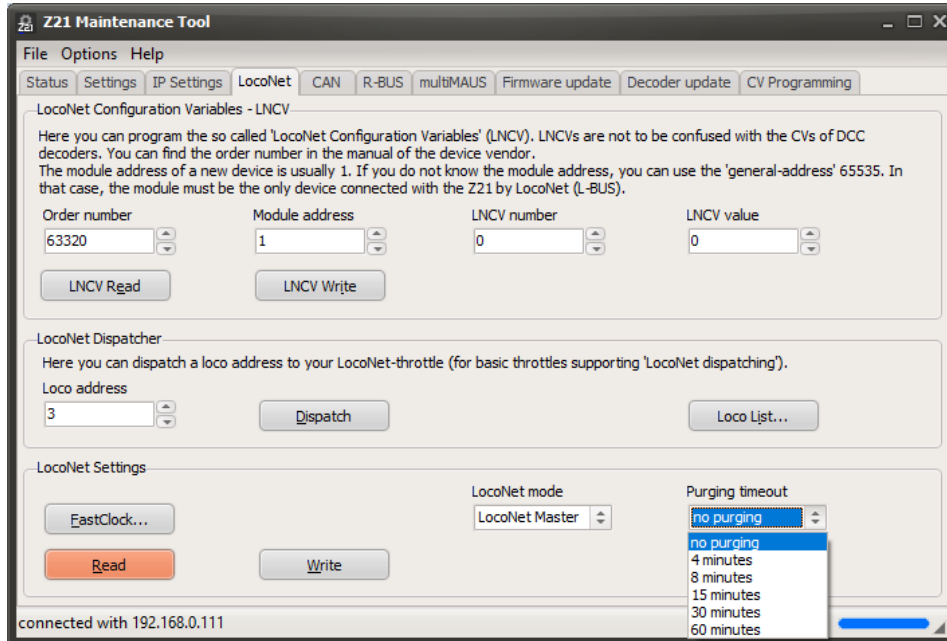 Z21 Maintenance Tool
File Options Help
Status Settings IP Settings LocoNet CAN R-BUS multiMAUS Firmware update Decoder update CV Programming
LocoNet Configuration Variables - LNCV
Here you can program the so called 'LocoNet Configuration Variables' (LNCV). LNCVs are not to be confused with the CVs of DCC
decoders. You can find the order number in the manual of the device vendor.
The module address of a new device is usually 1. If you do not know the module address, you can use the 'general-address' 65535. In
that case, the module must be the only device connected with the Z21 by LocoNet (L-BUS).
Order number Module address LNCV number LNCV value
63320 1 0 0
LNCV Read LNCV Write
LocoNet Dispatcher
Here you can dispatch a loco address to your LocoNet-throttle (for basic throttles supporting 'LocoNet dispatching').
Loco address
3 Dispatch Loco List...
LocoNet Settings
LocoNet mode Purging timeout
FastClock... LocoNet Master no purging
no purging
4 minutes
8 minutes
15 minutes
30 minutes
60 minutes
Read Write
connected with 192.168.0.111